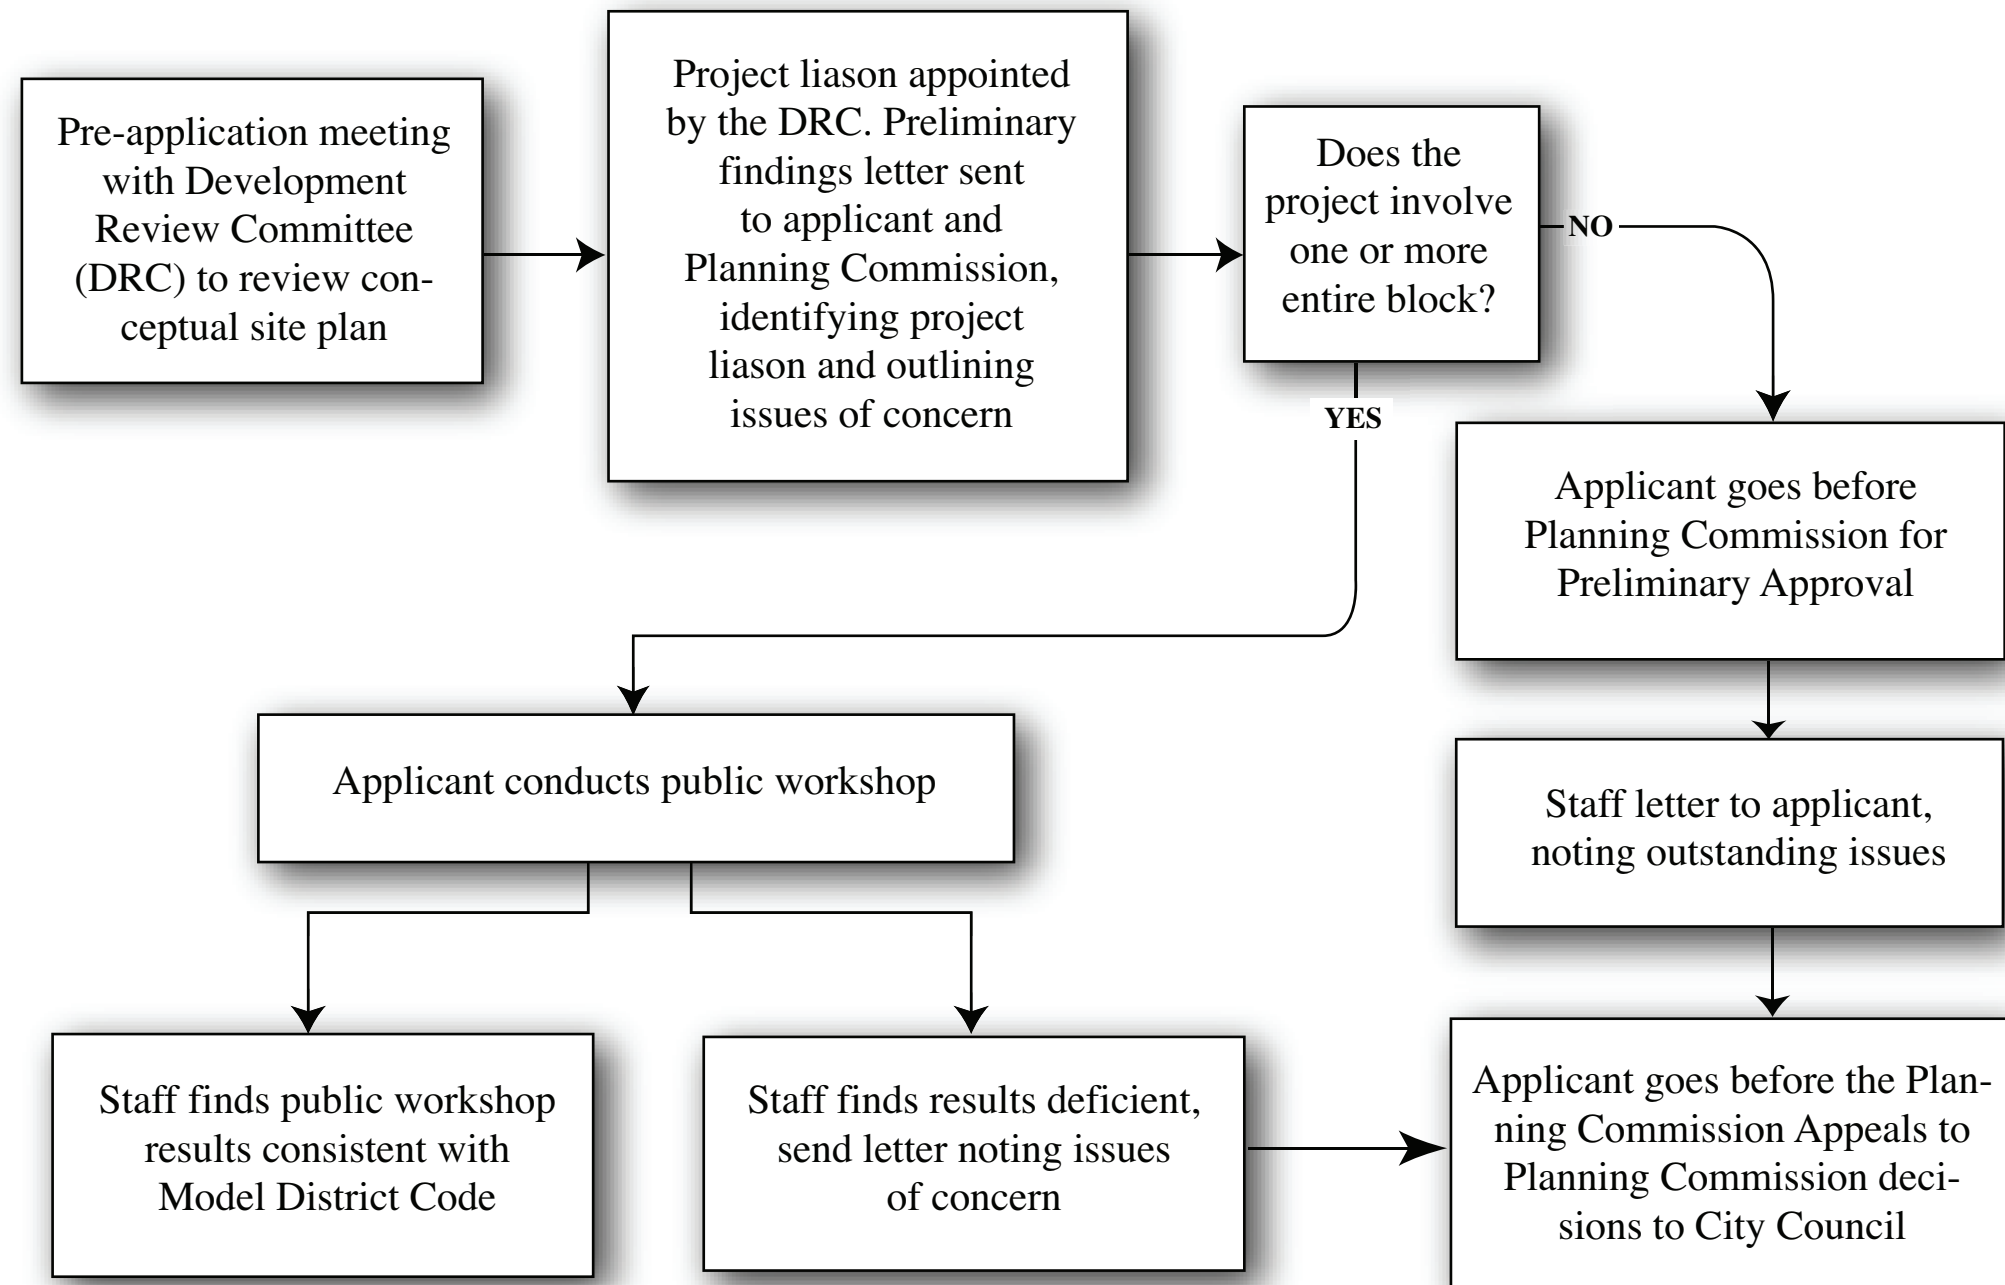 Pre-application meeting
with Development
Review Committee
(DRC) to review con-
ceptual site plan
Project liason appointed
by the DRC. Preliminary
findings letter sent
to applicant and
Planning Commission,
identifying project
liason and outlining
issues of concern
Does the
project involve
one or more
entire block?
NO
YES
Applicant goes before
Planning Commission for
Preliminary Approval
Applicant conducts public workshop
Staff letter to applicant,
noting outstanding issues
Staff finds public workshop
results consistent with
Model District Code
Staff finds results deficient,
send letter noting issues
of concern
Applicant goes before the Plan-
ning Commission Appeals to
Planning Commission deci-
sions to City Council